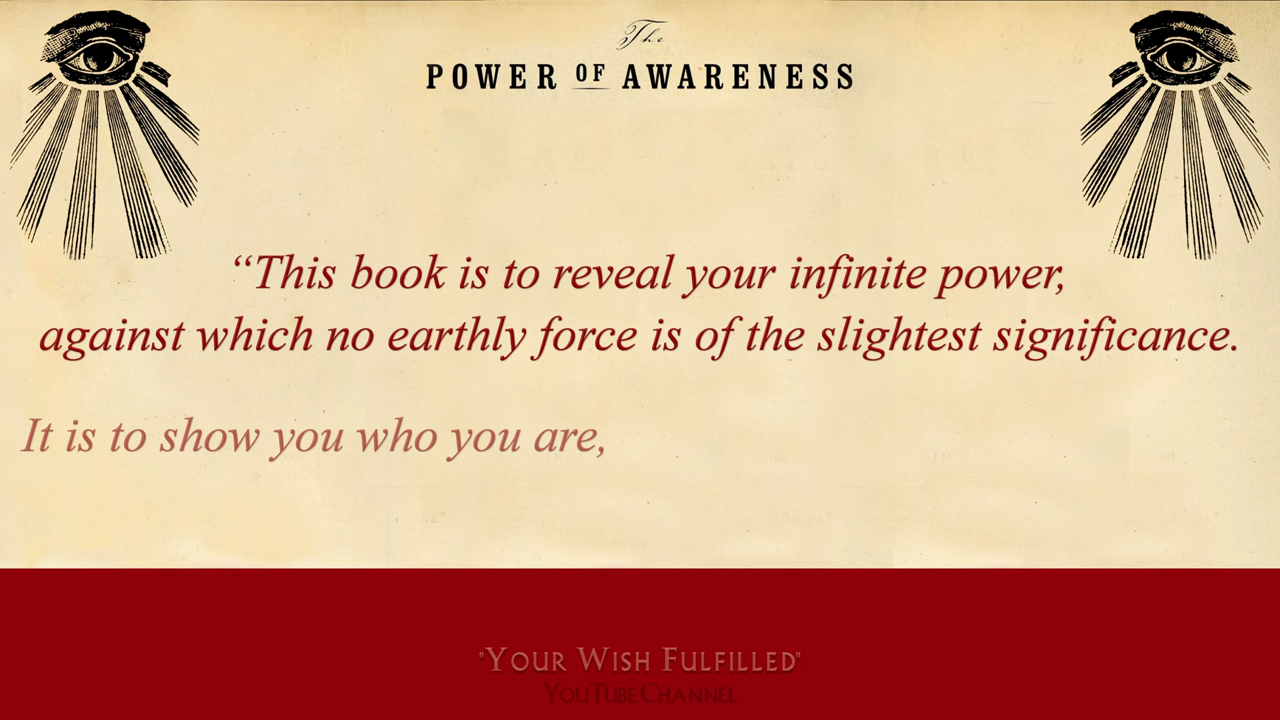 The
POWER OF AWARENESS
“This book is to reveal your infinite power,
against which no earthly force is of the slightest significance.
It is to show you who you are,
"YOUR WISH FULFILLED"
YOUTUBE CHANNEL